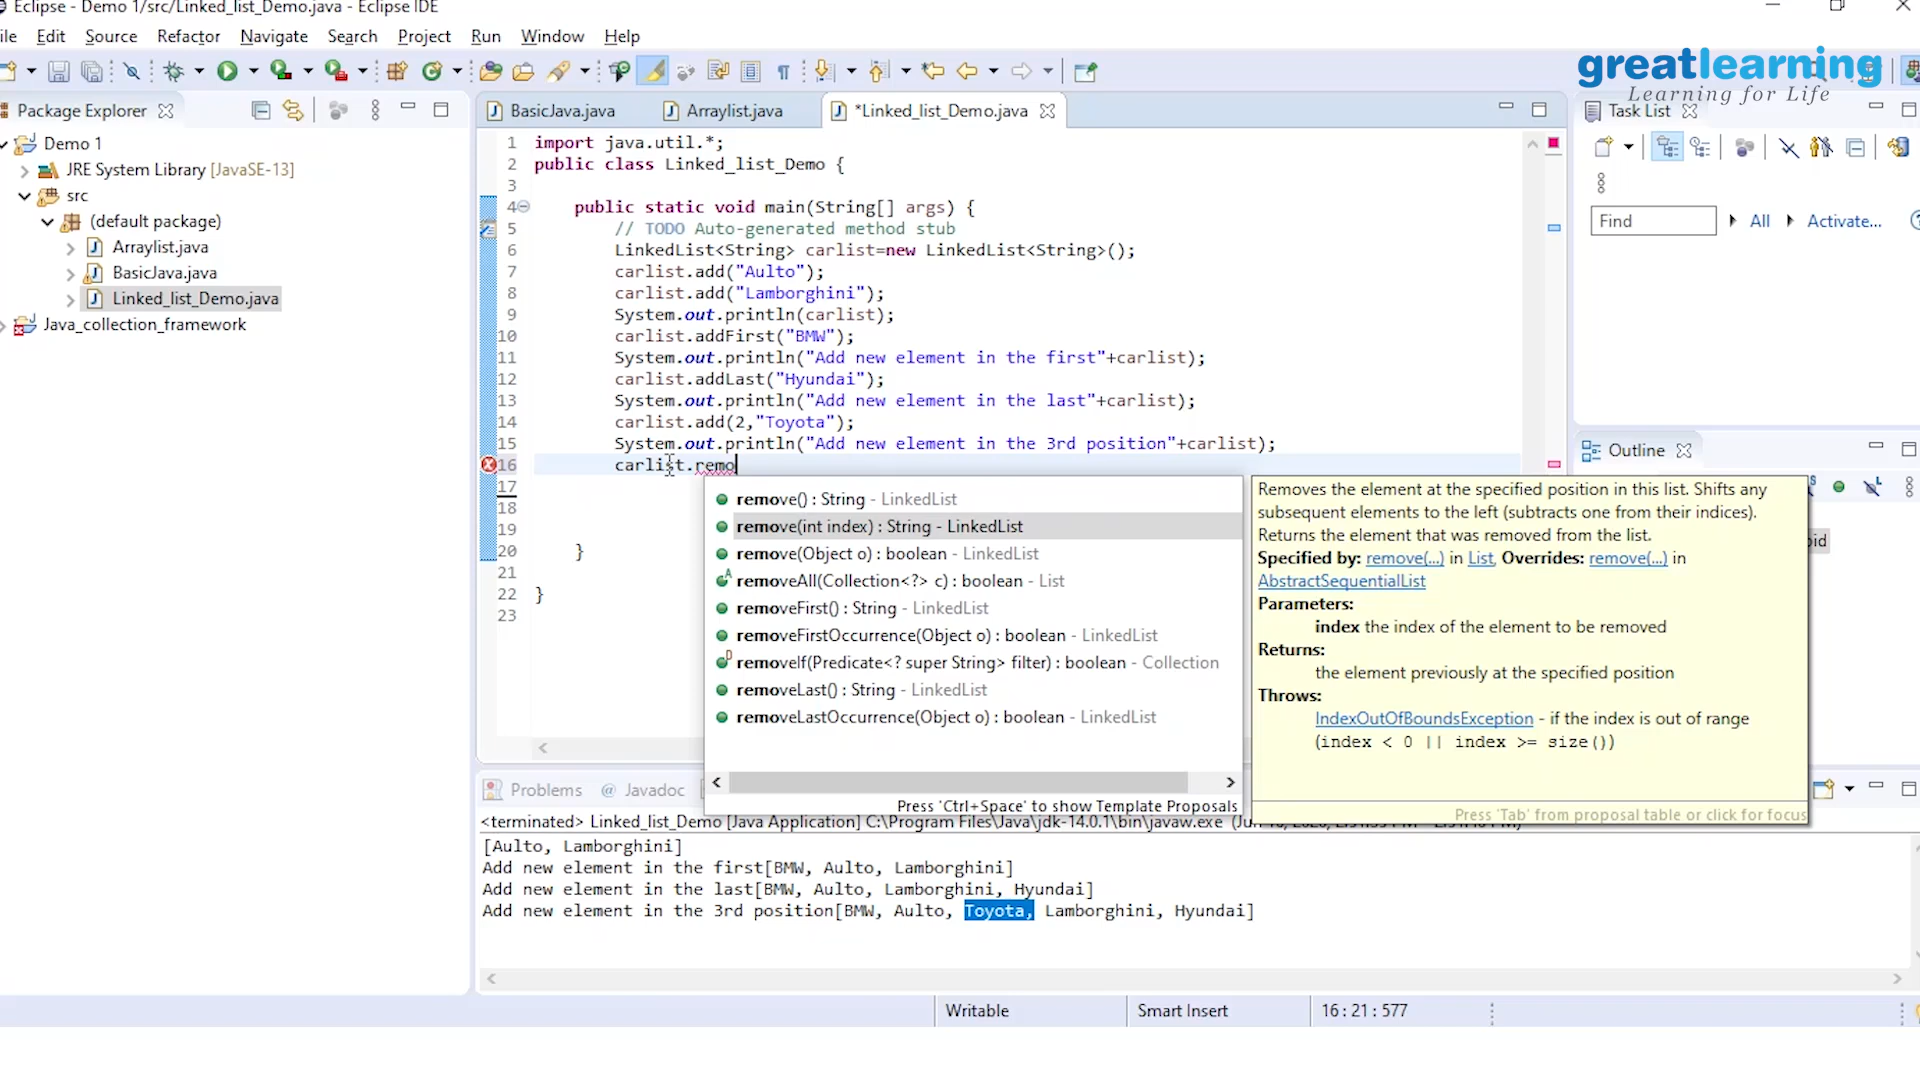 Eclipse - Demo 1/src/Linked_list_Demo.java - Eclipse IDE
ile Edit Source Refactor Navigate Search Project Run Window Help
greatlearning
Learning for Life
Package Explorer
Demo 1
JRE System Library [JavaSE-13]
src
(default package)
Arraylist.java
BasicJava.java
Linked_list_Demo.java
Java_collection_framework
BasicJava.java Arraylist.java *Linked_list_Demo.java
1 import java.util.*;
2 public class Linked_list_Demo {
3
4 public static void main(String[] args) {
5 // TODO Auto-generated method stub
6 LinkedList<String> carlist=new LinkedList<String>();
7 carlist.add("Aulto");
8 carlist.add("Lamborghini");
9 System.out.println(carlist);
10 carlist.addFirst("BMW");
11 System.out.println("Add new element in the first"+carlist);
12 carlist.addLast("Hyundai");
13 System.out.println("Add new element in the last"+carlist);
14 carlist.add(2,"Toyota");
15 System.out.println("Add new element in the 3rd position"+carlist);
16 carlist.remo
17
18
19
20 }
21
22 }
23
remove() : String - LinkedList
remove(int index) : String - LinkedList
remove(Object o) : boolean - LinkedList
removeAll(Collection<?> c) : boolean - List
removeFirst() : String - LinkedList
removeFirstOccurrence(Object o) : boolean - LinkedList
removeIf(Predicate<? super String> filter) : boolean - Collection
removeLast() : String - LinkedList
removeLastOccurrence(Object o) : boolean - LinkedList
Press 'Ctrl+Space' to show Template Proposals
Removes the element at the specified position in this list. Shifts any
subsequent elements to the left (subtracts one from their indices).
Returns the element that was removed from the list.
Specified by: remove(...) in List, Overrides: remove(...) in
AbstractSequentialList
Parameters:
index the index of the element to be removed
Returns:
the element previously at the specified position
Throws:
IndexOutOfBoundsException - if the index is out of range
(index < 0 || index >= size())
Press 'Tab' from proposal table or click for focus
Task List
Find All Activate...
Outline
oid
Problems @ Javadoc
<terminated> Linked_list_Demo [Java Application] C:\Program Files\Java\jdk-14.0.1\bin\javaw.exe
[Aulto, Lamborghini]
Add new element in the first[BMW, Aulto, Lamborghini]
Add new element in the last[BMW, Aulto, Lamborghini, Hyundai]
Add new element in the 3rd position[BMW, Aulto, Toyota, Lamborghini, Hyundai]
Writable Smart Insert 16 : 21 : 577